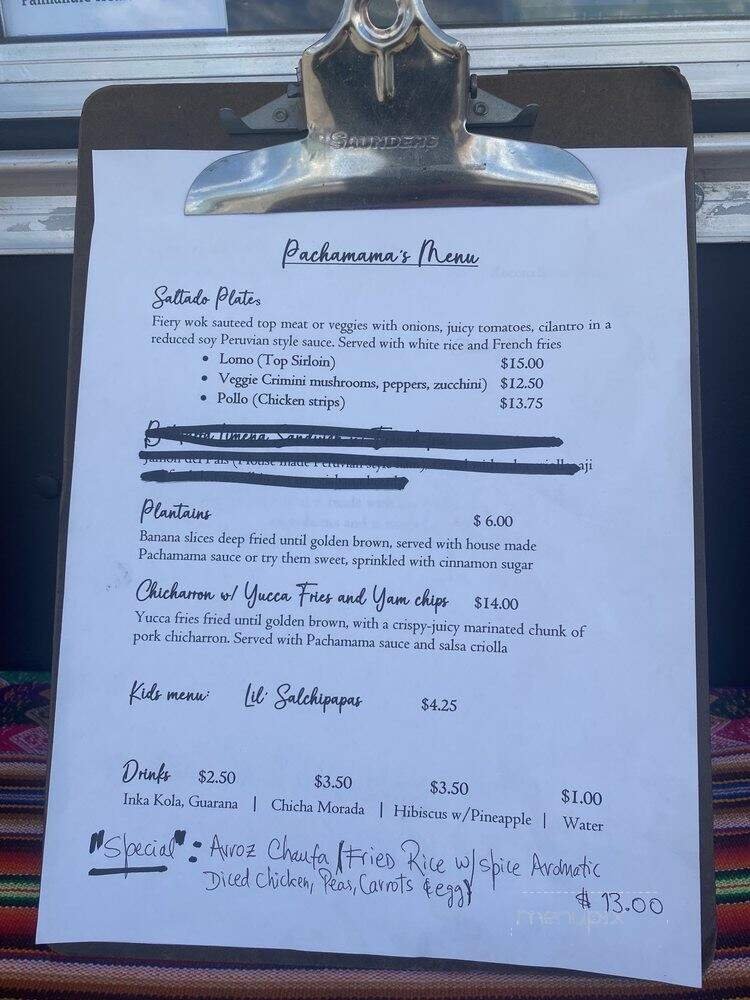 SAUNDERS
Pachamama's Menu
Saltado Plates
Fiery wok sauteed top meat or veggies with onions, juicy tomatoes, cilantro in a
reduced soy Peruvian style sauce. Served with white rice and French fries
• Lomo (Top Sirloin) $15.00
• Veggie Crimini mushrooms, peppers, zucchini) $12.50
• Pollo (Chicken strips) $13.75
aji
Plantains $ 6.00
Banana slices deep fried until golden brown, served with house made
Pachamama sauce or try them sweet, sprinkled with cinnamon sugar
Chicharron w/ Yucca Fries and Yam chips $14.00
Yucca fries fried until golden brown, with a crispy-juicy marinated chunk of
pork chicharron. Served with Pachamama sauce and salsa criolla
Kids menu: Lil' Salchipapas $4.25
Drinks $2.50 $3.50 $3.50 $1.00
Inka Kola, Guarana | Chicha Morada | Hibiscus w/Pineapple | Water
"Special": Arroz Chaufa (Fried Rice w/ spice Aromatic
Diced Chicken, Peas, Carrots & egg)
$ 13.00
menupix